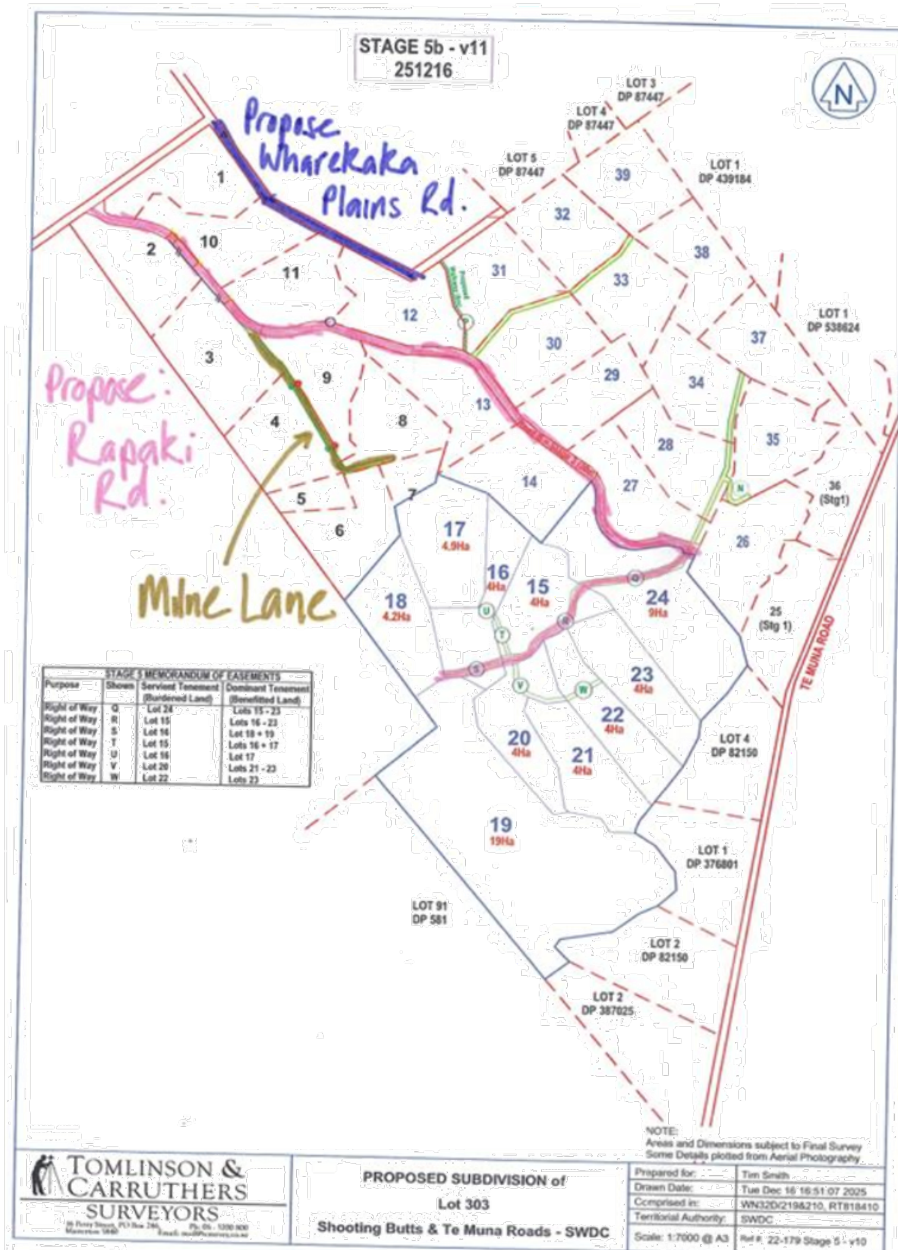 STAGE 5b - v11
251216
N
LOT 3
DP 87447
LOT 4
DP 87447
LOT 5
DP 87447
LOT 1
DP 439184
Propose
Wharekaka
Plains Rd.
1
2
10
11
12
39
32
38
31
33
LOT 1
DP 538624
30
37
3
9
29
34
13
Propose:
Rapaki
Rd.
4
8
28
35
5
7
14
27
N
36
(Stg1)
6
17
4.9Ha
26
Milne Lane
16
4Ha
15
4Ha
Q
24
9Ha
18
4.2Ha
U
R
25
(Stg 1)
TE MUNA ROAD
T
S
V
W
23
4Ha
22
4Ha
20
4Ha
21
4Ha
LOT 4
DP 82150
STAGE 5 MEMORANDUM OF EASEMENTS
Purpose Shown Servient Tenement (Burdened Land) Dominant Tenement (Benefitted Land)
Right of Way Q Lot 24 Lots 15 - 23
Right of Way R Lot 15 Lots 16 - 23
Right of Way S Lot 16 Lot 18 + 19
Right of Way T Lot 15 Lots 16 + 17
Right of Way U Lot 16 Lot 17
Right of Way V Lot 20 Lots 21 - 23
Right of Way W Lot 22 Lots 23
19
19Ha
LOT 1
DP 376801
LOT 91
DP 581
LOT 2
DP 82150
LOT 2
DP 387025
NOTE:
Areas and Dimensions subject to Final Survey
Some Details plotted from Aerial Photography
TOMLINSON &
CARRUTHERS
SURVEYORS
PROPOSED SUBDIVISION of
Lot 303
Shooting Butts & Te Muna Roads - SWDC
Prepared for: Tim Smith
Drawn Date: Tue Dec 16 16:51:07 2025
Comprised in: WN32D/219&210, RT818410
Territorial Authority: SWDC
Scale: 1:7000 @ A3 Ref #. 22-179 Stage 5 - v10